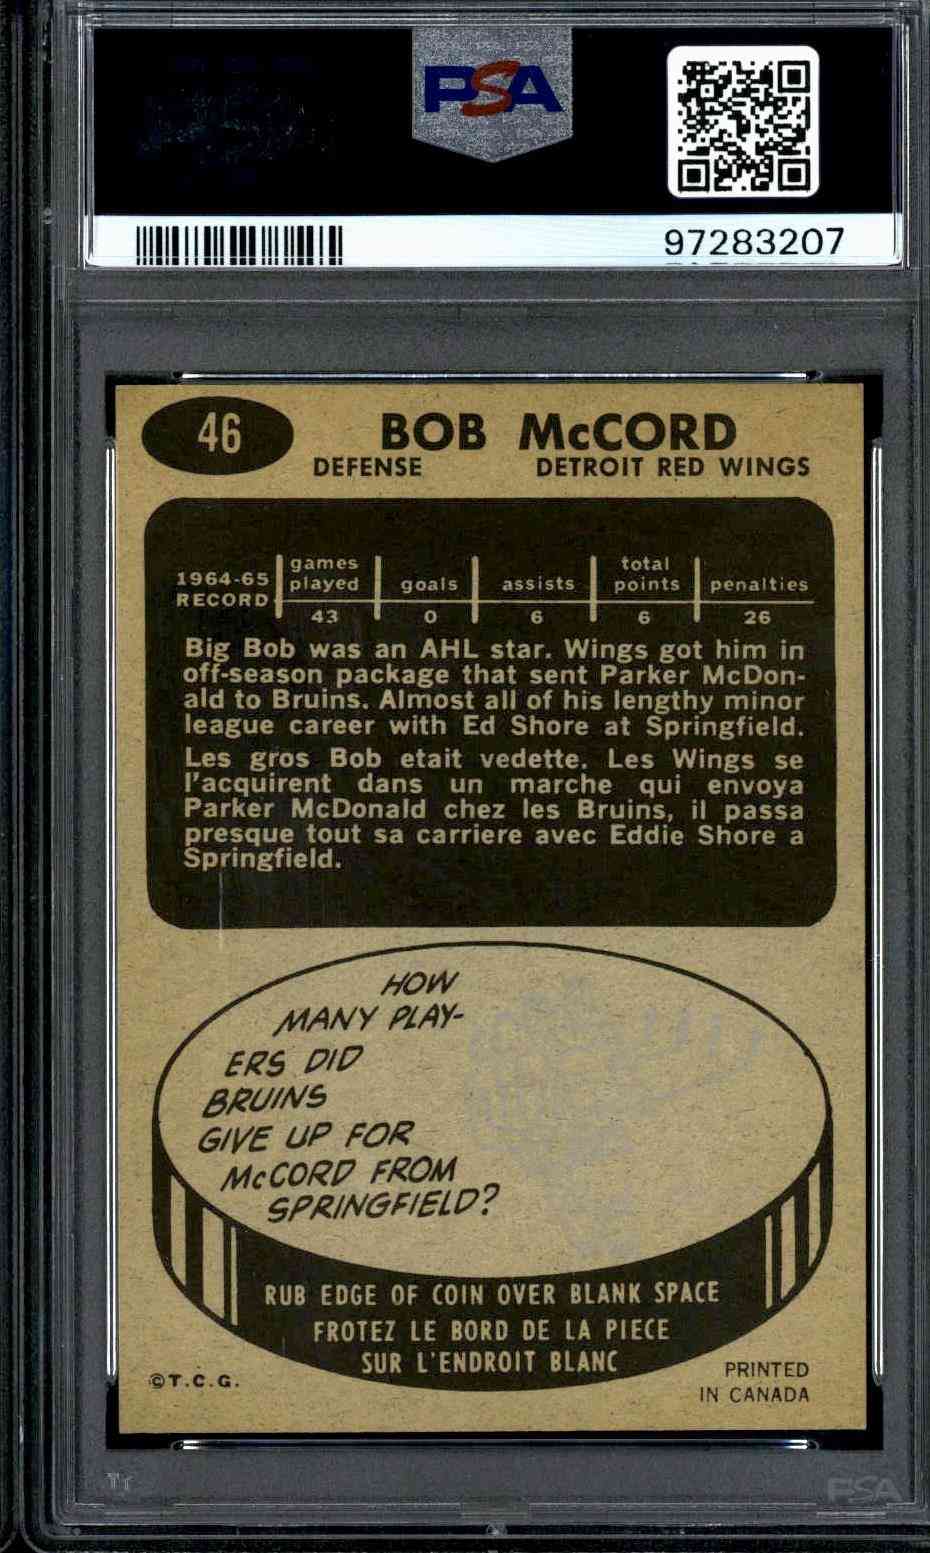 PSA
97283207
46
BOB McCORD
DEFENSE DETROIT RED WINGS
1964-65 RECORD
games played goals assists total points penalties
43 0 6 6 26
Big Bob was an AHL star. Wings got him in
off-season package that sent Parker McDon-
ald to Bruins. Almost all of his lengthy minor
league career with Ed Shore at Springfield.
Les gros Bob etait vedette. Les Wings se
l'acquirent dans un marche qui envoya
Parker McDonald chez les Bruins, il passa
presque tout sa carriere avec Eddie Shore a
Springfield.
HOW
MANY PLAY-
ERS DID
BRUINS
GIVE UP FOR
McCORD FROM
SPRINGFIELD?
RUB EDGE OF COIN OVER BLANK SPACE
FROTEZ LE BORD DE LA PIECE
SUR L'ENDROIT BLANC
©T.C.G.
PRINTED
IN CANADA
PSA